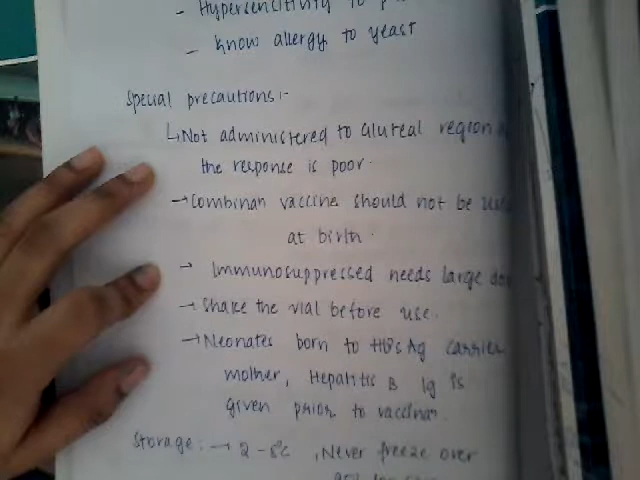 - Hypersensitivity to
- know allergy to yeast
Special precautions:-
↳ Not administered to Gluteal region
the response is poor.
→ Combinan vaccine should not be use
at birth.
→ Immunosuppressed needs large do
→ Shake the vial before use.
→ Neonates born to HBsAg carrier
mother, Hepatitis B Ig is
given prior to vaccinan.
Storage: → 2-8°C, Never freeze over